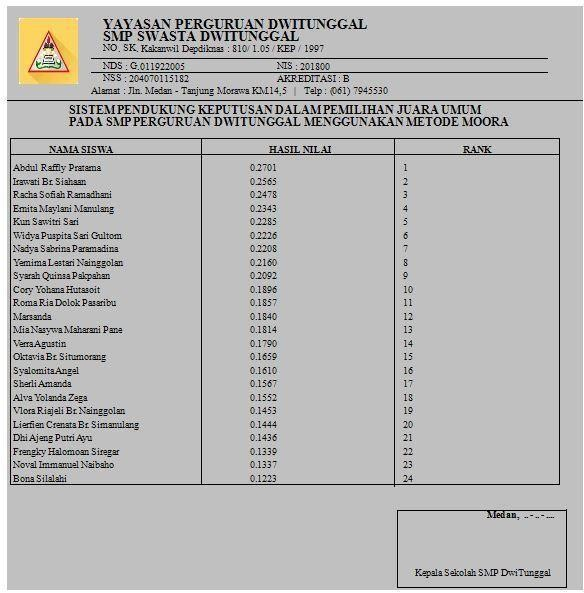 YAYASAN PERGURUAN DWITUNGGAL
SMP SWASTA DWITUNGGAL
NO, SK, Kakanwil Depdiknas : 810/ 1.05 / KEP / 1997
NDS : G.011922005 NIS : 201800
NSS : 204070115182 AKREDITASI : B
Alamat : Jln. Medan - Tanjung Morawa KM14,5 | Telp : (061) 7945530
SISTEM PENDUKUNG KEPUTUSAN DALAM PEMILIHAN JUARA UMUM
PADA SMP PERGURUAN DWITUNGGAL MENGGUNAKAN METODE MOORA
NAMA SISWA HASIL NILAI RANK
Abdul Raffly Pratama 0.2701 1
Irawati Br. Siahaan 0.2565 2
Racha Sofiah Ramadhani 0.2478 3
Ernita Maylani Manulang 0.2343 4
Kun Sawitri Sari 0.2285 5
Widya Puspita Sari Gultom 0.2226 6
Nadya Sabrina Paramadina 0.2208 7
Yemima Lestari Nainggolan 0.2160 8
Syarah Quinsa Pakpahan 0.2092 9
Cory Yohana Hutasoit 0.1896 10
Roma Ria Dolok Pasaribu 0.1857 11
Marsanda 0.1840 12
Mia Nasywa Maharani Pane 0.1814 13
Verra Agustin 0.1790 14
Oktavia Br. Situmorang 0.1659 15
Syalomita Angel 0.1610 16
Sherli Amanda 0.1567 17
Alva Yolanda Zega 0.1552 18
Vlora Riajeli Br. Nainggolan 0.1453 19
Lierfien Crenata Br. Simanulang 0.1444 20
Dhi Ajeng Putri Ayu 0.1436 21
Frengky Halomoan Siregar 0.1339 22
Noval Immanuel Naibaho 0.1337 23
Bona Silalahi 0.1223 24
Medan, .. - .. - ....
Kepala Sekolah SMP DwiTunggal